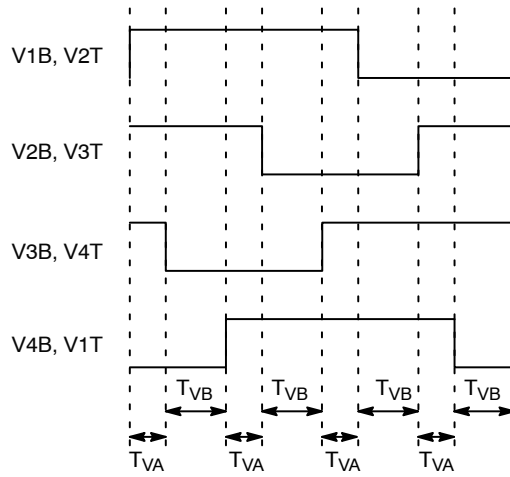 V1B, V2T
V2B, V3T
V3B, V4T
V4B, V1T
TVB TVB TVB TVB
TVA TVA TVA TVA